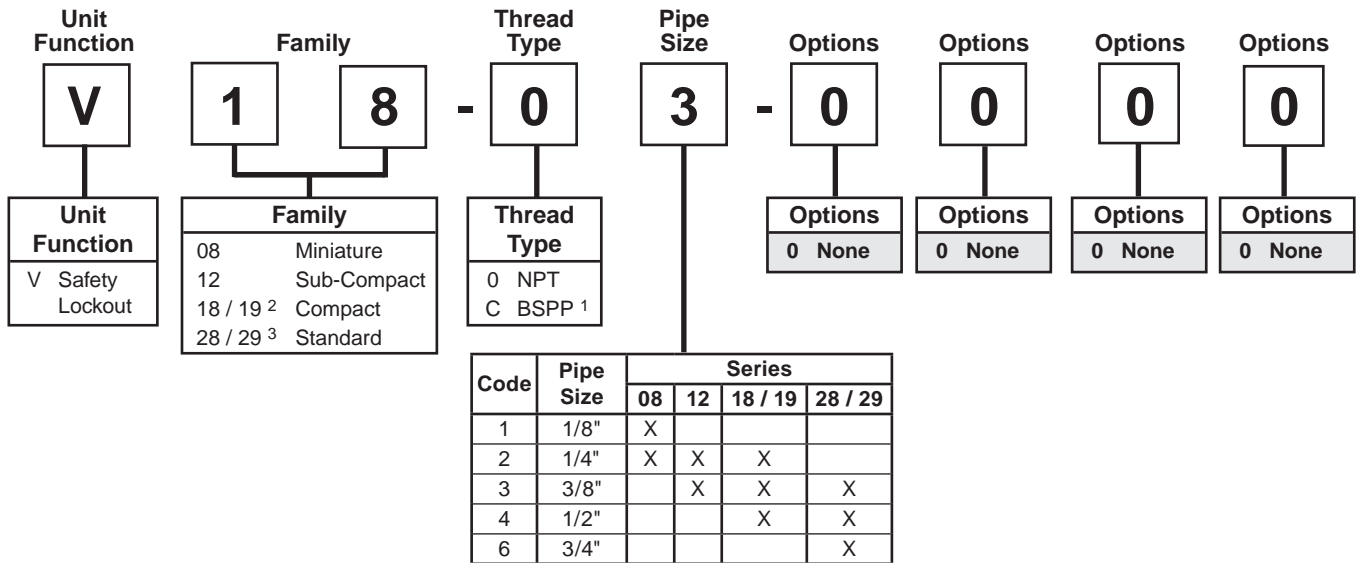 Unit Function Family Thread Type Pipe Size Options Options Options Options
V 1 8 - 0 3 - 0 0 0 0
Unit Function
V Safety Lockout
Family
08 Miniature
12 Sub-Compact
18 / 19 2 Compact
28 / 29 3 Standard
Thread Type
0 NPT
C BSPP 1
Options
0 None
Options
0 None
Options
0 None
Options
0 None
Code Pipe Size Series
08 12 18 / 19 28 / 29
1 1/8" X
2 1/4" X X X
3 3/8" X X X
4 1/2" X X
6 3/4" X